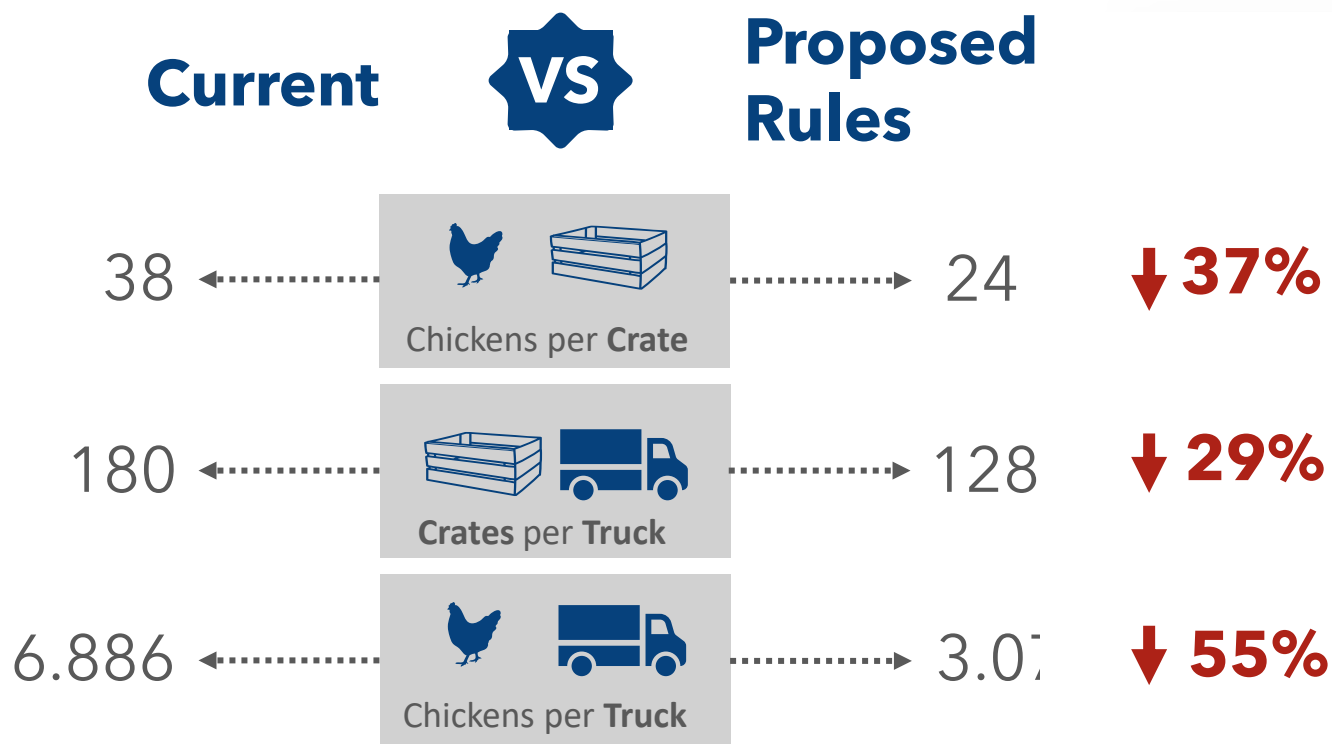 Current
VS
Proposed
Rules
38
Chickens per Crate
24
37%
180
Crates per Truck
128
29%
6.886
Chickens per Truck
55%